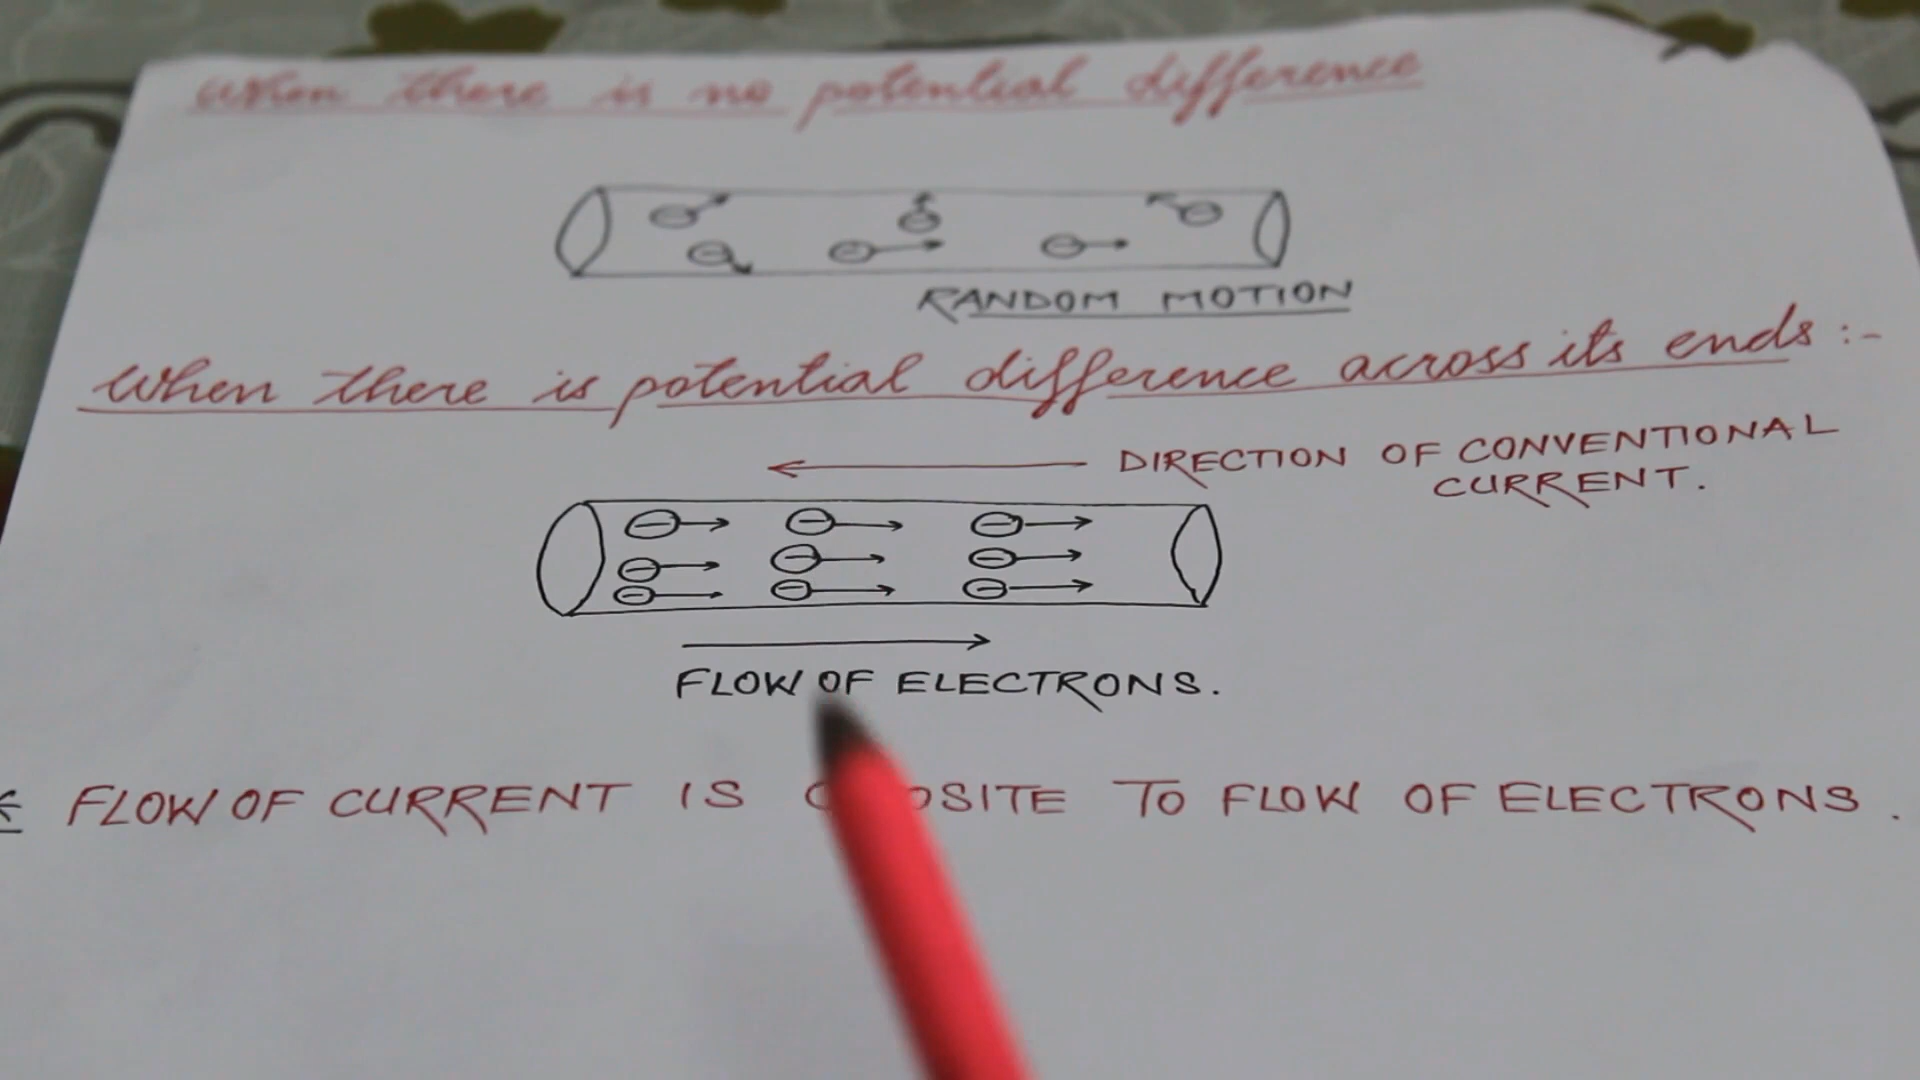 When there is no potential difference
RANDOM MOTION
When there is potential difference across its ends :-
DIRECTION OF CONVENTIONAL
CURRENT.
FLOW OF ELECTRONS.
FLOW OF CURRENT IS TO FLOW OF ELECTRONS.